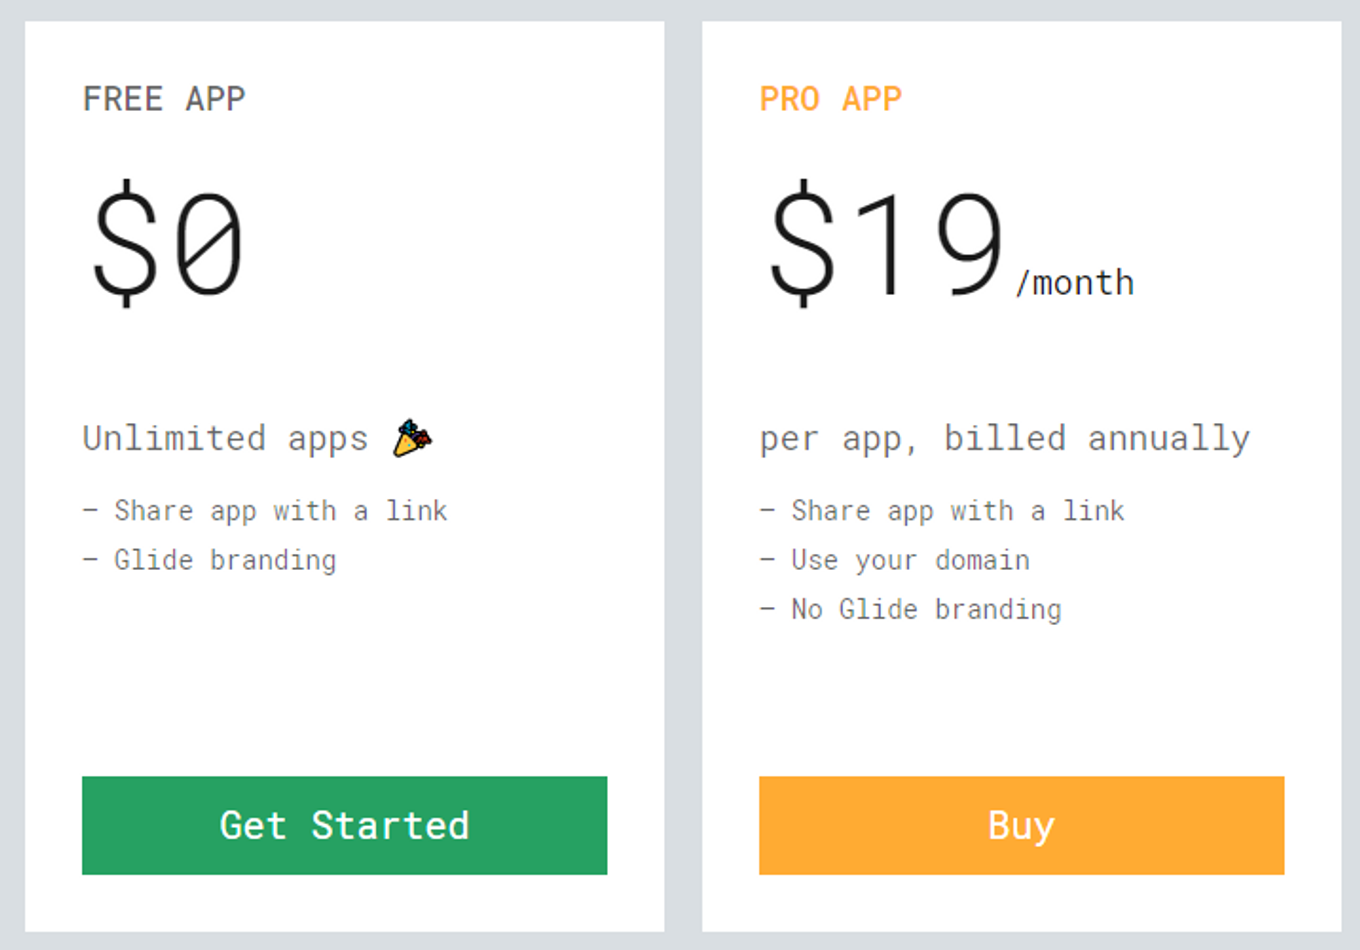 FREE APP
$0
Unlimited apps 🎉
— Share app with a link
— Glide branding
Get Started
PRO APP
$19/month
per app, billed annually
— Share app with a link
— Use your domain
— No Glide branding
Buy